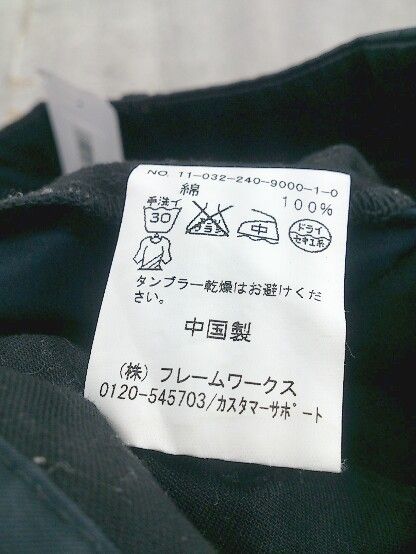 NO. 11-032-240-9000-1-0
綿 100%
手洗イ 30 エンソサラシ 中 ドライ セキユ系
タンブラー乾燥はお避けくだ
さい。
中国製
(株) フレームワークス
0120-545703/カスタマーサポート